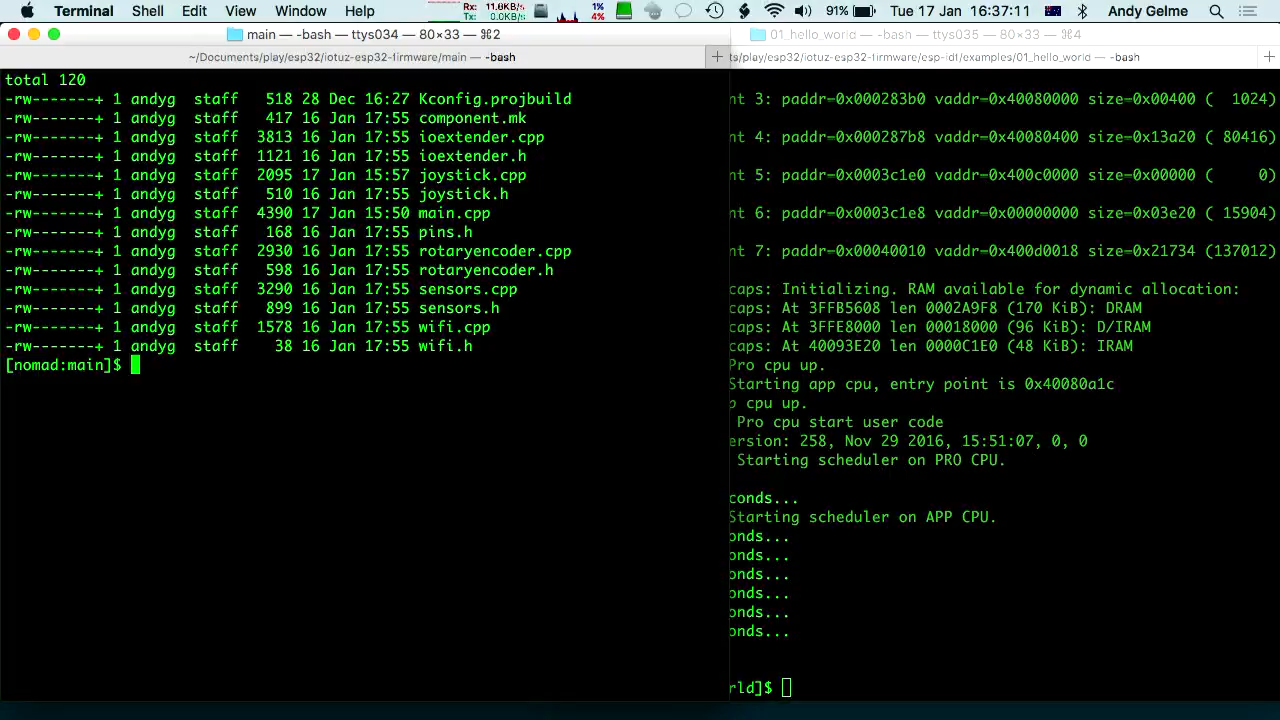 Terminal Shell Edit View Window Help Rx: 11.0KB/s Tx: 0.0KB/s 1% 4% 91% Tue 17 Jan 16:37:11 Andy Gelme
main — -bash — ttys034 — 80×33 — ⌘2
~/Documents/play/esp32/iotuz-esp32-firmware/main — -bash
total 120
-rw-------+ 1 andyg staff 518 28 Dec 16:27 Kconfig.projbuild
-rw-------+ 1 andyg staff 417 16 Jan 17:55 component.mk
-rw-------+ 1 andyg staff 3813 16 Jan 17:55 ioextender.cpp
-rw-------+ 1 andyg staff 1121 16 Jan 17:55 ioextender.h
-rw-------+ 1 andyg staff 2095 17 Jan 15:57 joystick.cpp
-rw-------+ 1 andyg staff 510 16 Jan 17:55 joystick.h
-rw-------+ 1 andyg staff 4390 17 Jan 15:50 main.cpp
-rw-------+ 1 andyg staff 168 16 Jan 17:55 pins.h
-rw-------+ 1 andyg staff 2930 16 Jan 17:55 rotaryencoder.cpp
-rw-------+ 1 andyg staff 598 16 Jan 17:55 rotaryencoder.h
-rw-------+ 1 andyg staff 3290 16 Jan 17:55 sensors.cpp
-rw-------+ 1 andyg staff 899 16 Jan 17:55 sensors.h
-rw-------+ 1 andyg staff 1578 16 Jan 17:55 wifi.cpp
-rw-------+ 1 andyg staff 38 16 Jan 17:55 wifi.h
[nomad:main]$
01_hello_world — -bash — ttys035 — 80×33 — ⌘4
ts/play/esp32/iotuz-esp32-firmware/esp-idf/examples/01_hello_world — -bash
nt 3: paddr=0x000283b0 vaddr=0x40080000 size=0x00400 ( 1024)
nt 4: paddr=0x000287b8 vaddr=0x40080400 size=0x13a20 ( 80416)
nt 5: paddr=0x0003c1e0 vaddr=0x400c0000 size=0x00000 ( 0)
nt 6: paddr=0x0003c1e8 vaddr=0x00000000 size=0x03e20 ( 15904)
nt 7: paddr=0x00040010 vaddr=0x400d0018 size=0x21734 (137012)
caps: Initializing. RAM available for dynamic allocation:
caps: At 3FFB5608 len 0002A9F8 (170 KiB): DRAM
caps: At 3FFE8000 len 00018000 (96 KiB): D/IRAM
caps: At 40093E20 len 0000C1E0 (48 KiB): IRAM
Pro cpu up.
Starting app cpu, entry point is 0x40080a1c
p cpu up.
Pro cpu start user code
ersion: 258, Nov 29 2016, 15:51:07, 0, 0
Starting scheduler on PRO CPU.
conds...
Starting scheduler on APP CPU.
onds...
onds...
onds...
onds...
onds...
onds...
rld]$